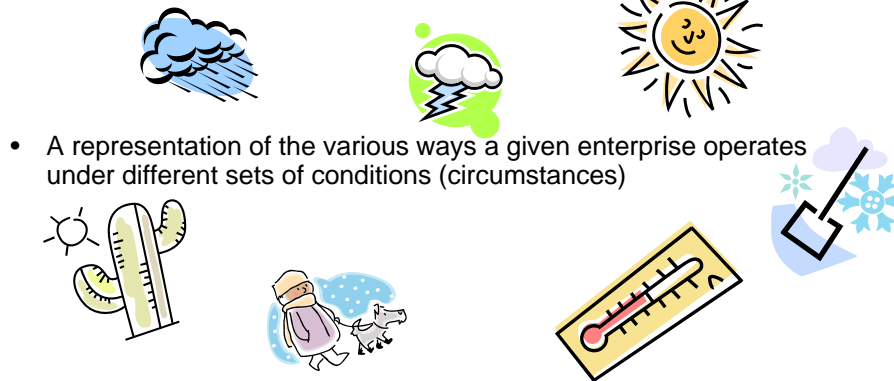 • A representation of the various ways a given enterprise operates
under different sets of conditions (circumstances)